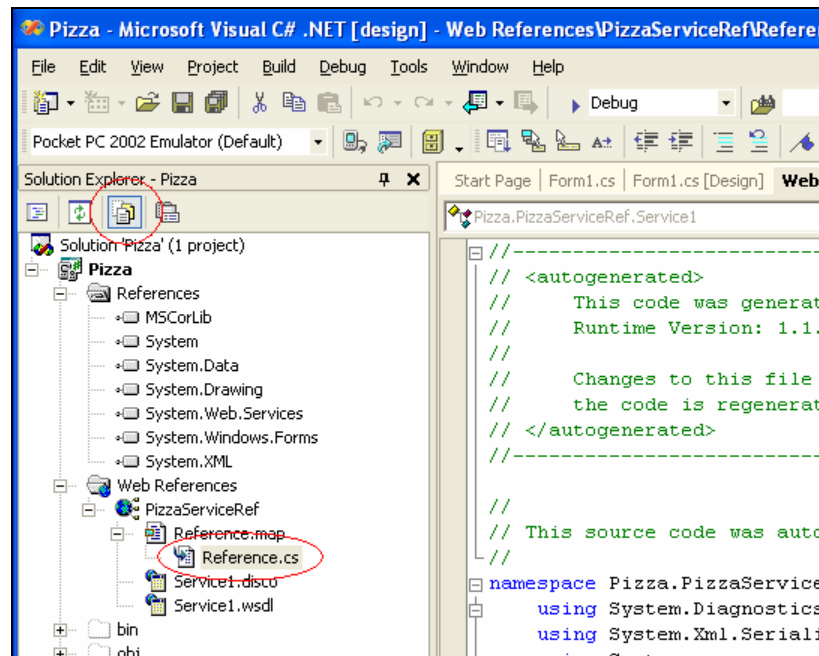 Pizza - Microsoft Visual C# .NET [design] - Web References\PizzaServiceRef\Refere
File Edit View Project Build Debug Tools Window Help
Debug
Pocket PC 2002 Emulator (Default)
Solution Explorer - Pizza
Start Page Form1.cs Form1.cs [Design] Web
Pizza.PizzaServiceRef.Service1
Solution 'Pizza' (1 project)
Pizza
References
MSCorLib
System
System.Data
System.Drawing
System.Web.Services
System.Windows.Forms
System.XML
Web References
PizzaServiceRef
Reference.map
Reference.cs
Service1.disco
Service1.wsdl
bin
obj
//---------------------------
// <autogenerated>
//     This code was generat
//     Runtime Version: 1.1.
//
//     Changes to this file
//     the code is regenerat
// </autogenerated>
//---------------------------
//
// This source code was auto
//
namespace Pizza.PizzaService
using System.Diagnostics
using System.Xml.Seriali